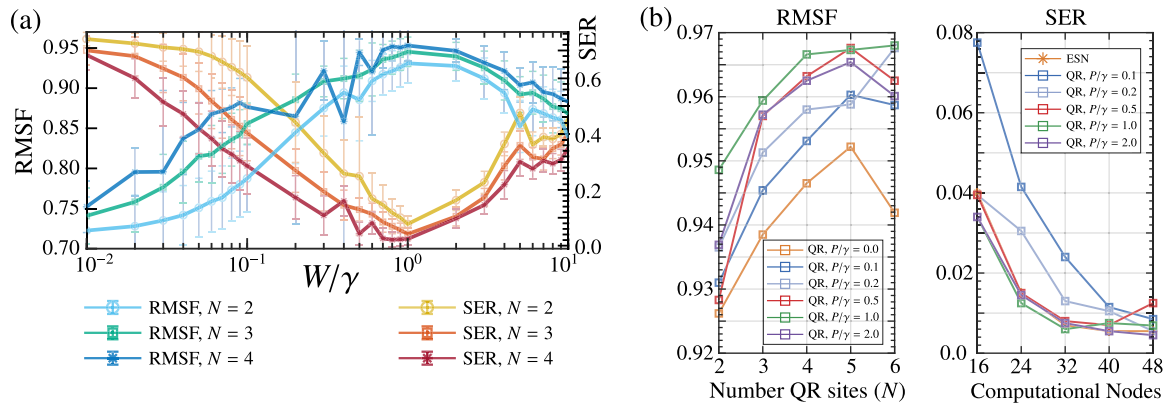 (a)
RMSF
0.95
0.90
0.85
0.80
0.75
0.70
SER
0.6
0.4
0.2
0.0
10⁻²
10⁻¹
10⁰
10¹
W/γ
RMSF, N = 2
RMSF, N = 3
RMSF, N = 4
SER, N = 2
SER, N = 3
SER, N = 4
(b)
RMSF
0.97
0.96
0.95
0.94
0.93
0.92
QR, P/γ = 0.0
QR, P/γ = 0.1
QR, P/γ = 0.2
QR, P/γ = 0.5
QR, P/γ = 1.0
QR, P/γ = 2.0
2 3 4 5 6
Number QR sites (N)
SER
0.08
0.06
0.04
0.02
0.0
ESN
QR, P/γ = 0.1
QR, P/γ = 0.2
QR, P/γ = 0.5
QR, P/γ = 1.0
QR, P/γ = 2.0
16 24 32 40 48
Computational Nodes